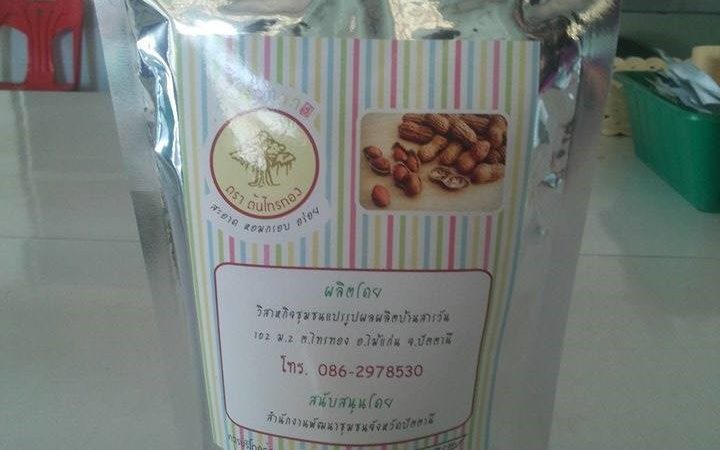 ตรา ต้นไทรทอง
สะอาด หอมกรอบ อร่อย
ผลิตโดย
วิสาหกิจชุมชนแปรรูปผลผลิตบ้านสารวัน
102 ม.2 ต.ไทรทอง อ.ไม้แก่น จ.ปัตตานี
โทร. 086-2978530
สนับสนุนโดย
สำนักงานพัฒนาชุมชนจังหวัดปัตตานี